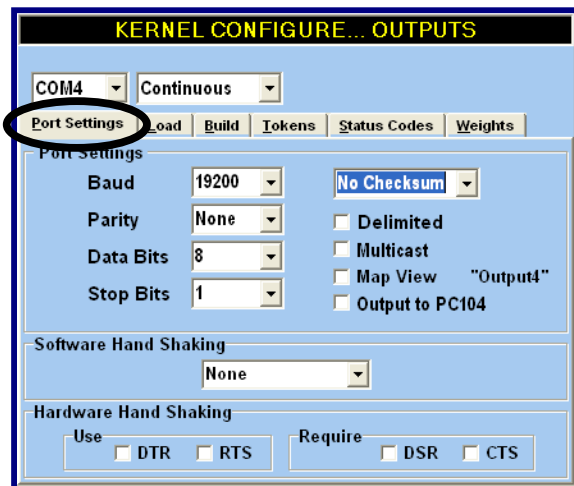 KERNEL CONFIGURE... OUTPUTS
COM4 Continuous
Port Settings Load Build Tokens Status Codes Weights
Port Settings
Baud 19200 No Checksum
Parity None Delimited
Data Bits 8 Multicast
Map View "Output4"
Stop Bits 1 Output to PC104
Software Hand Shaking
None
Hardware Hand Shaking
Use DTR RTS Require DSR CTS